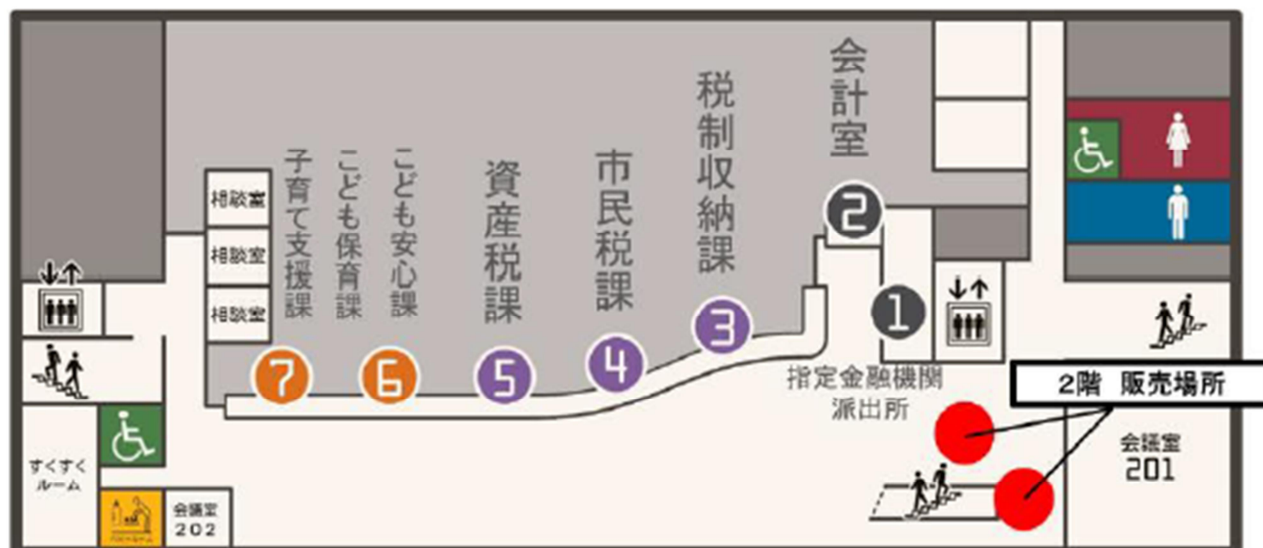 会計室
税制収納課
市民税課
資産税課
こども安心課
こども保育課
子育て支援課
相談室
相談室
相談室
2
1
3
4
5
6
7
指定金融機関
派出所
2階 販売場所
会議室
201
すくすく
ルーム
会議室
202